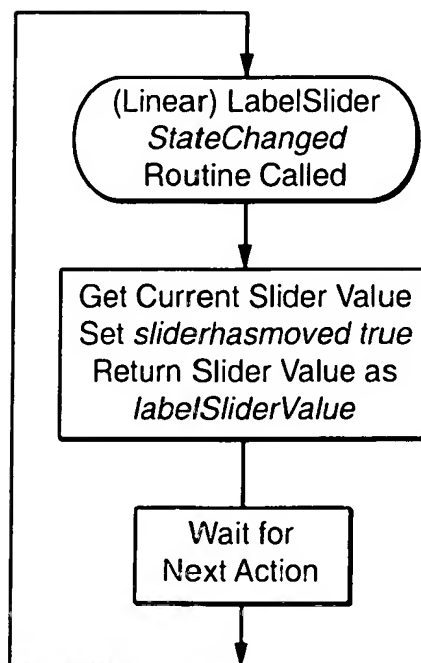 (Linear) LabelSlider
StateChanged
Routine Called
Get Current Slider Value
Set sliderhasmoved true
Return Slider Value as
labelSliderValue
Wait for
Next Action